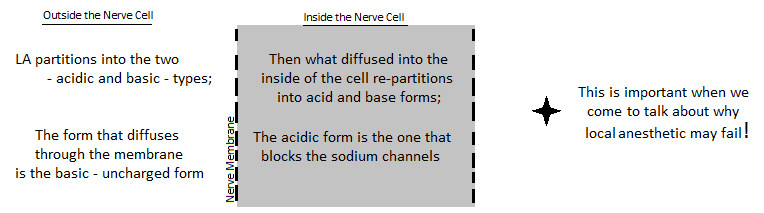 Outside the Nerve Cell
LA partitions into the two
- acidic and basic - types;
The form that diffuses
through the membrane
is the basic - uncharged form
Nerve Membrane
Inside the Nerve Cell
Then what diffused into the
inside of the cell re-partitions
into acid and base forms;
The acidic form is the one that
blocks the sodium channels
This is important when we
come to talk about why
local anesthetic may fail!